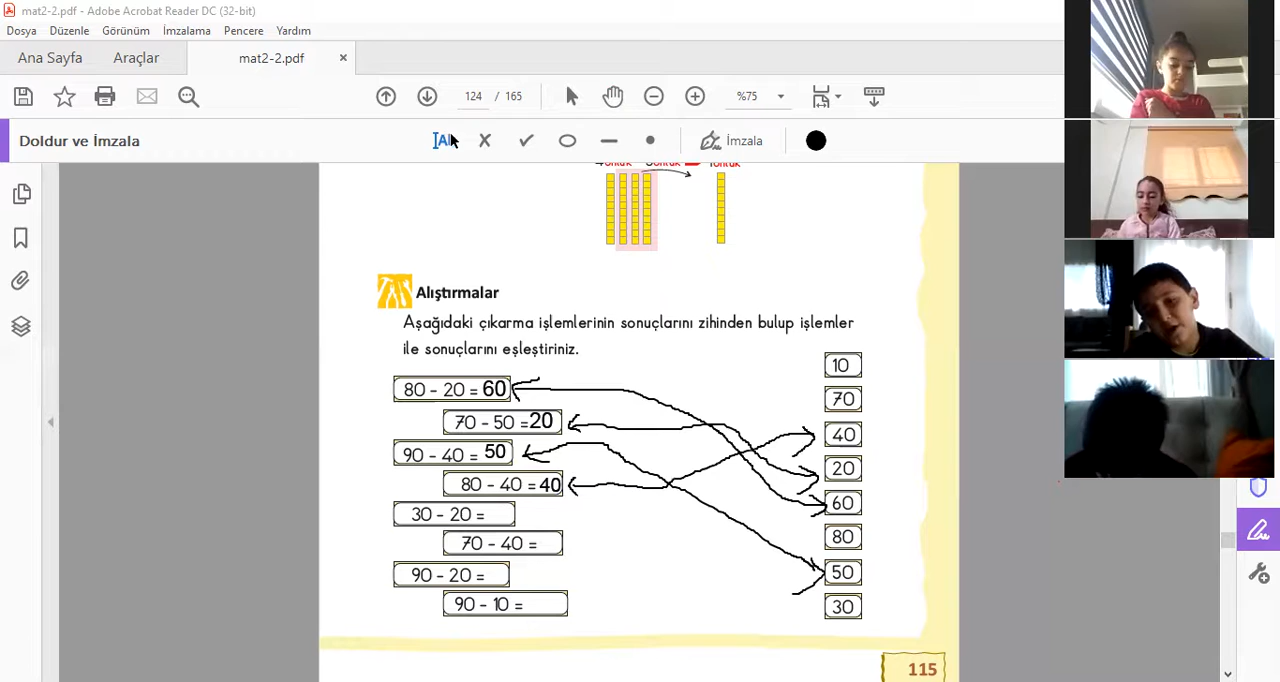 mat2-2.pdf - Adobe Acrobat Reader DC (32-bit)
Dosya Düzenle Görünüm İmzalama Pencere Yardım
Ana Sayfa Araçlar mat2-2.pdf ×
124 / 165 %75
Doldur ve İmzala
İmzala
Alıştırmalar
Aşağıdaki çıkarma işlemlerinin sonuçlarını zihinden bulup işlemler
ile sonuçlarını eşleştiriniz.
80 - 20 = 60
70 - 50 = 20
90 - 40 = 50
80 - 40 = 40
30 - 20 =
70 - 40 =
90 - 20 =
90 - 10 =
10
70
40
20
60
80
50
30
115